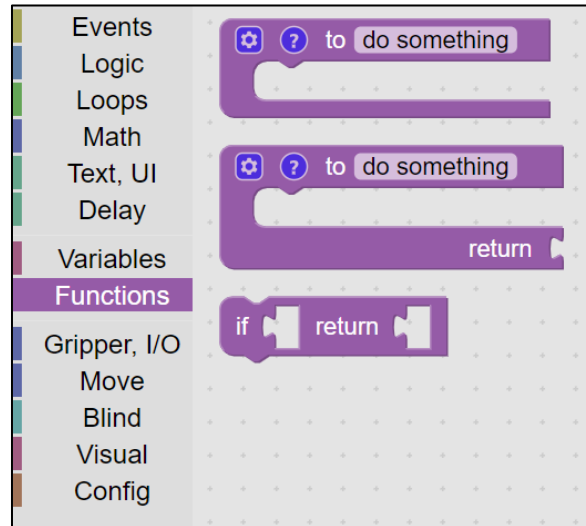 Events
Logic
Loops
Math
Text, UI
Delay
Variables
Functions
Gripper, I/O
Move
Blind
Visual
Config
? to do something
? to do something
return
if return